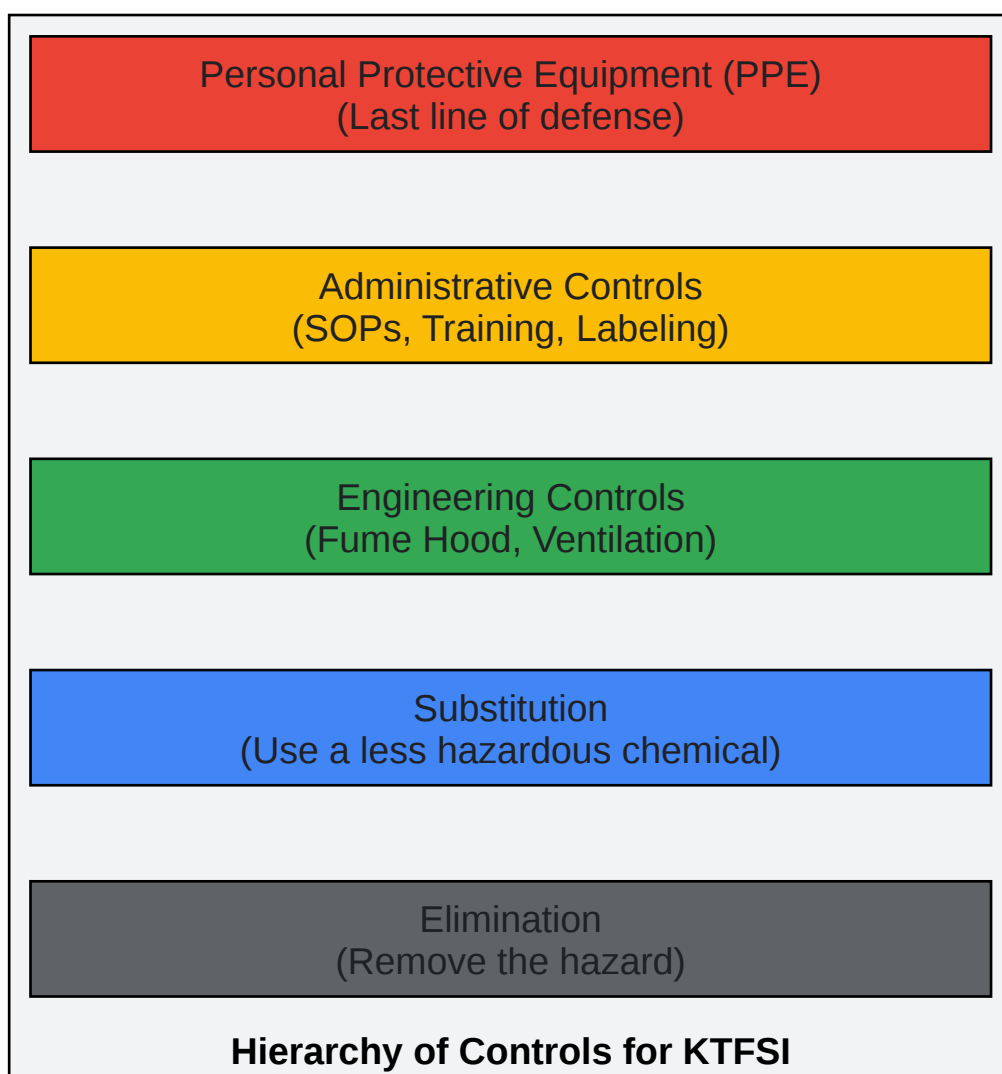 Personal Protective Equipment (PPE)
(Last line of defense)
Administrative Controls
(SOPs, Training, Labeling)
Engineering Controls
(Fume Hood, Ventilation)
Substitution
(Use a less hazardous chemical)
Elimination
(Remove the hazard)
Hierarchy of Controls for KTFSI